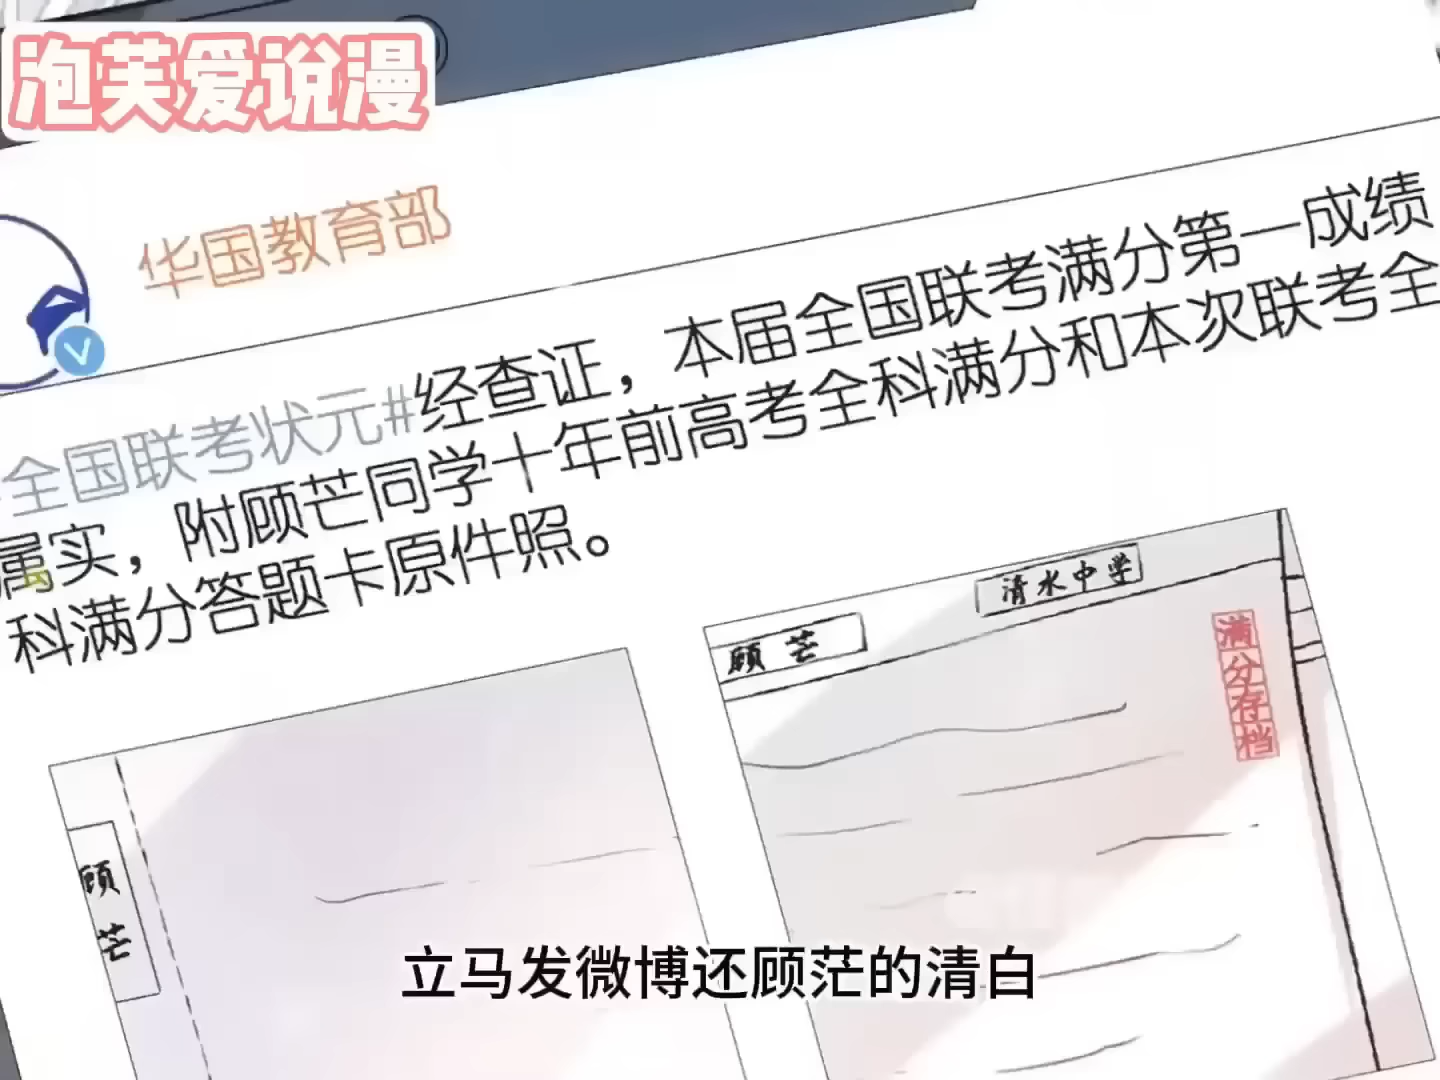 泡芙爱说漫
华国教育部
全国联考状元#经查证，本届全国联考满分第一成绩
属实，附顾芒同学十年前高考全科满分和本次联考全
科满分答题卡原件照。
清水中学
顾芒
满分存档
顾芒
立马发微博还顾茫的清白